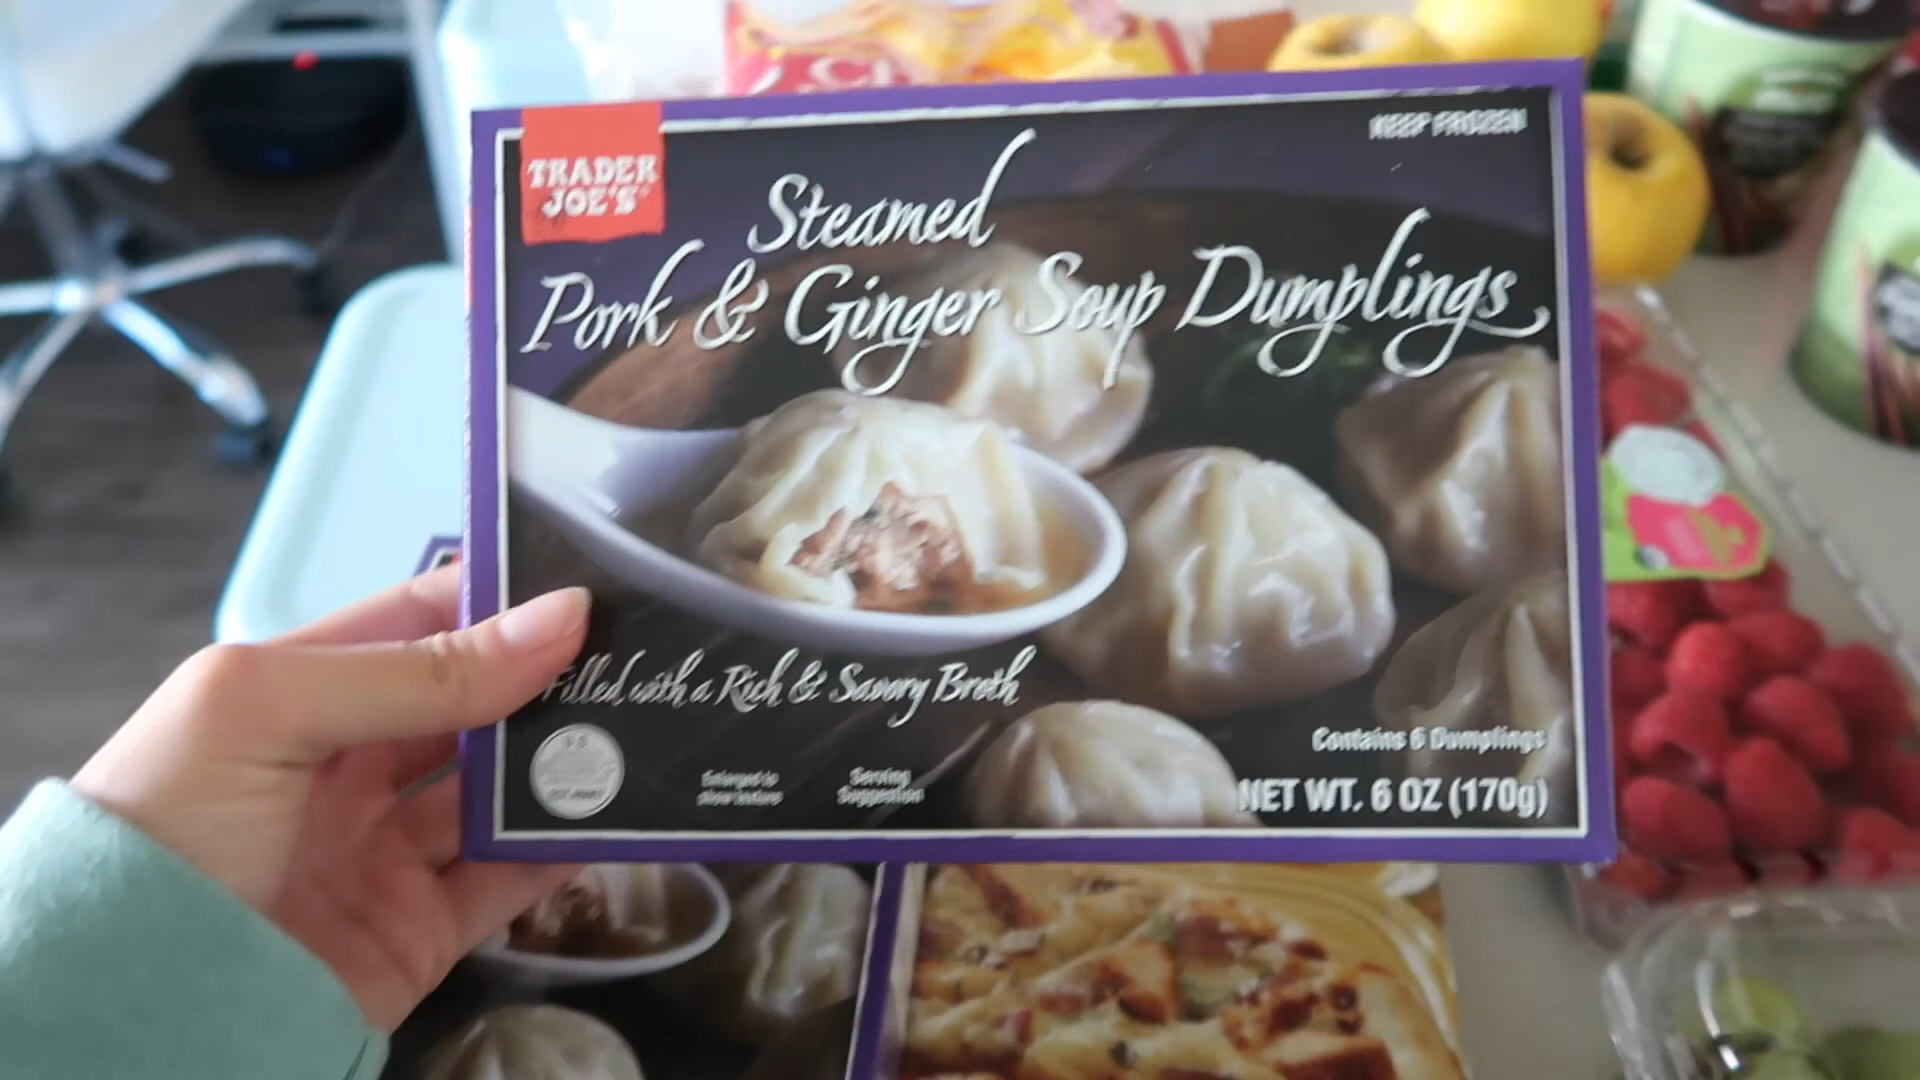 KEEP FROZEN
TRADER
JOE'S
Steamed
Pork & Ginger Soup Dumplings
Filled with a Rich & Savory Broth
Contains 6 Dumplings
Enlarged to
show texture
Serving
Suggestion
NET WT. 6 OZ (170g)